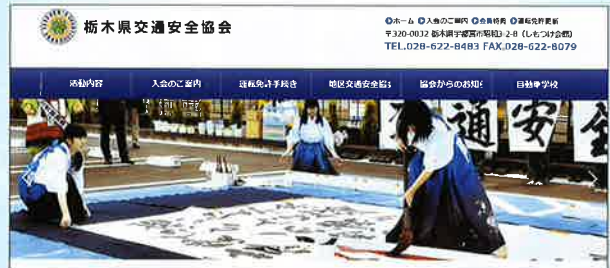 栃木県交通安全協会
ホーム 入会のご案内 会員特典 運転免許更新
〒320-0032 栃木県宇都宮市昭和3-2-8（しもつけ会館）
TEL.028-622-8483 FAX.028-622-8079
活動内容 入会のご案内 運転免許手続き 地区交通安全協 協会からのお知 自動車学校
通 安 全